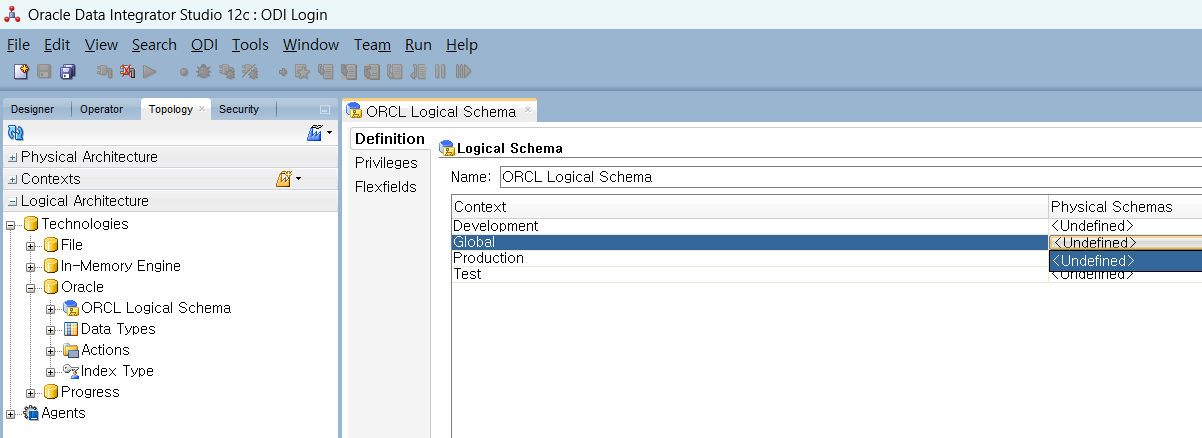 Oracle Data Integrator Studio 12c : ODI Login
File Edit View Search ODI Tools Window Team Run Help
Designer Operator Topology Security
ORCL Logical Schema
Physical Architecture
Contexts
Logical Architecture
Technologies
File
In-Memory Engine
Oracle
ORCL Logical Schema
Data Types
Actions
Index Type
Progress
Agents
Definition
Privileges
Flexfields
Logical Schema
Name: ORCL Logical Schema
Context Physical Schemas
Development <Undefined>
Global <Undefined>
Production <Undefined>
Test <Undefined>